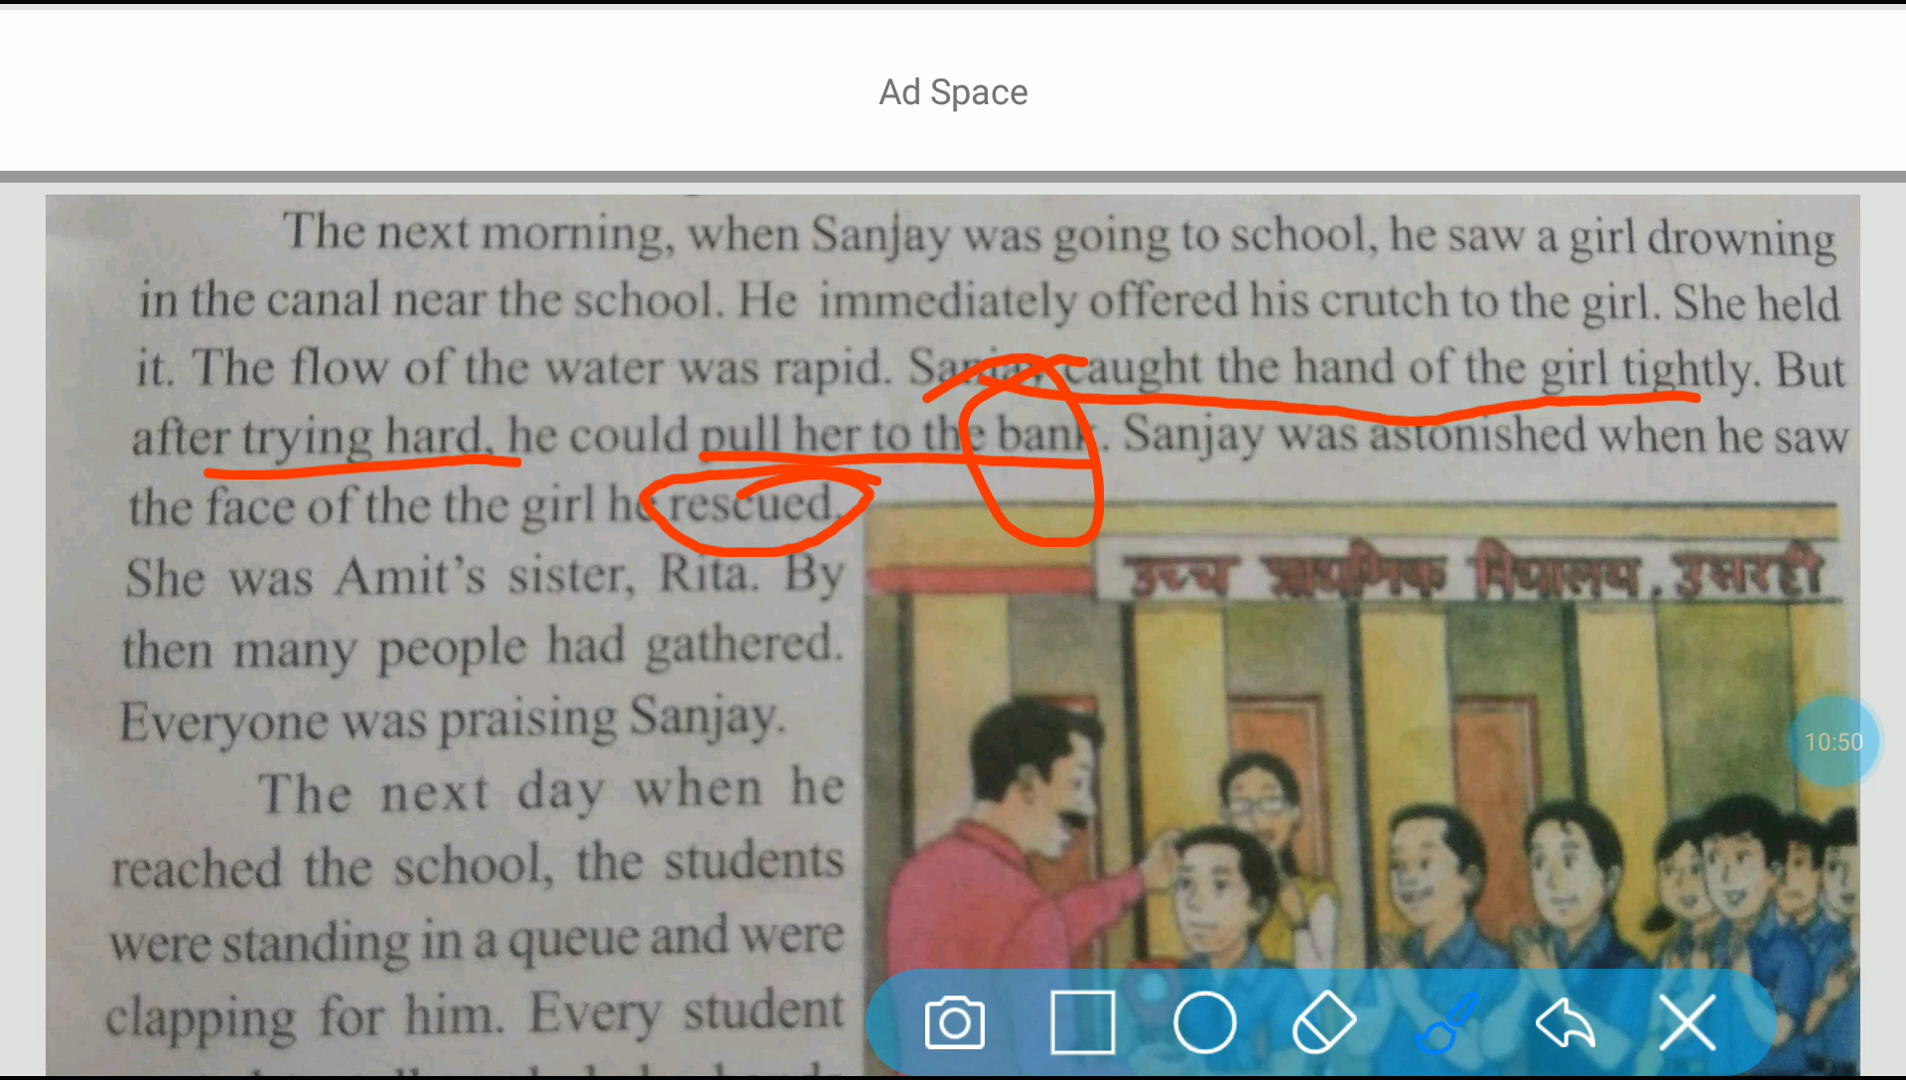 Ad Space
The next morning, when Sanjay was going to school, he saw a girl drowning
in the canal near the school. He immediately offered his crutch to the girl. She held
it. The flow of the water was rapid. Sanjay caught the hand of the girl tightly. But
after trying hard, he could pull her to the bank. Sanjay was astonished when he saw
the face of the the girl he rescued.
उच्च प्राथमिक विद्यालय, उसरही
She was Amit's sister, Rita. By
then many people had gathered.
Everyone was praising Sanjay.
10:50
The next day when he
reached the school, the students
were standing in a queue and were
clapping for him. Every student